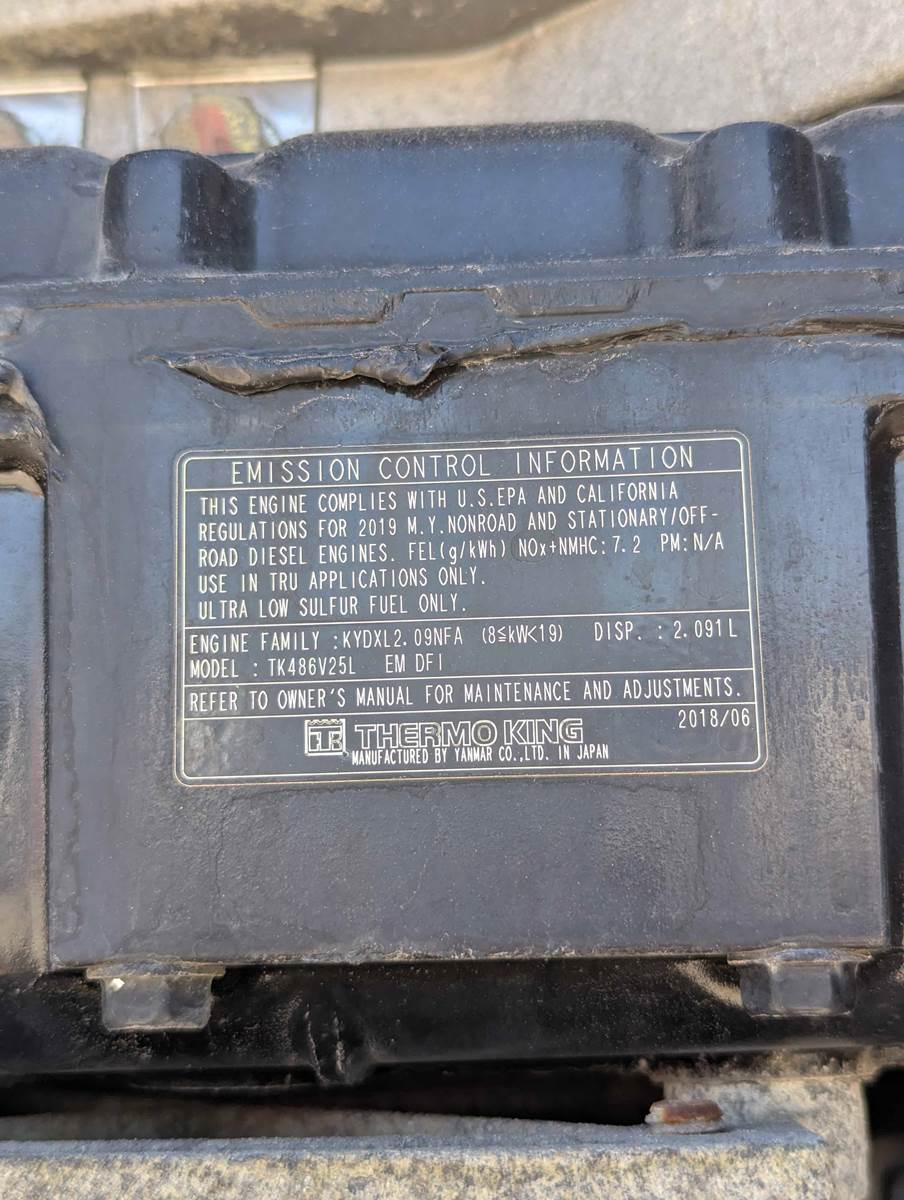 EMISSION CONTROL INFORMATION
THIS ENGINE COMPLIES WITH U.S.EPA AND CALIFORNIA
REGULATIONS FOR 2019 M.Y.NONROAD AND STATIONARY/OFF-
ROAD DIESEL ENGINES. FEL(g/kWh) NOx+NMHC:7.2 PM:N/A
USE IN TRU APPLICATIONS ONLY.
ULTRA LOW SULFUR FUEL ONLY.
ENGINE FAMILY :KYDXL2.09NFA (8≦kW<19) DISP. :2.091L
MODEL :TK486V25L EM DFI
REFER TO OWNER'S MANUAL FOR MAINTENANCE AND ADJUSTMENTS.
TK THERMO KING 2018/06
MANUFACTURED BY YANMAR CO.,LTD. IN JAPAN